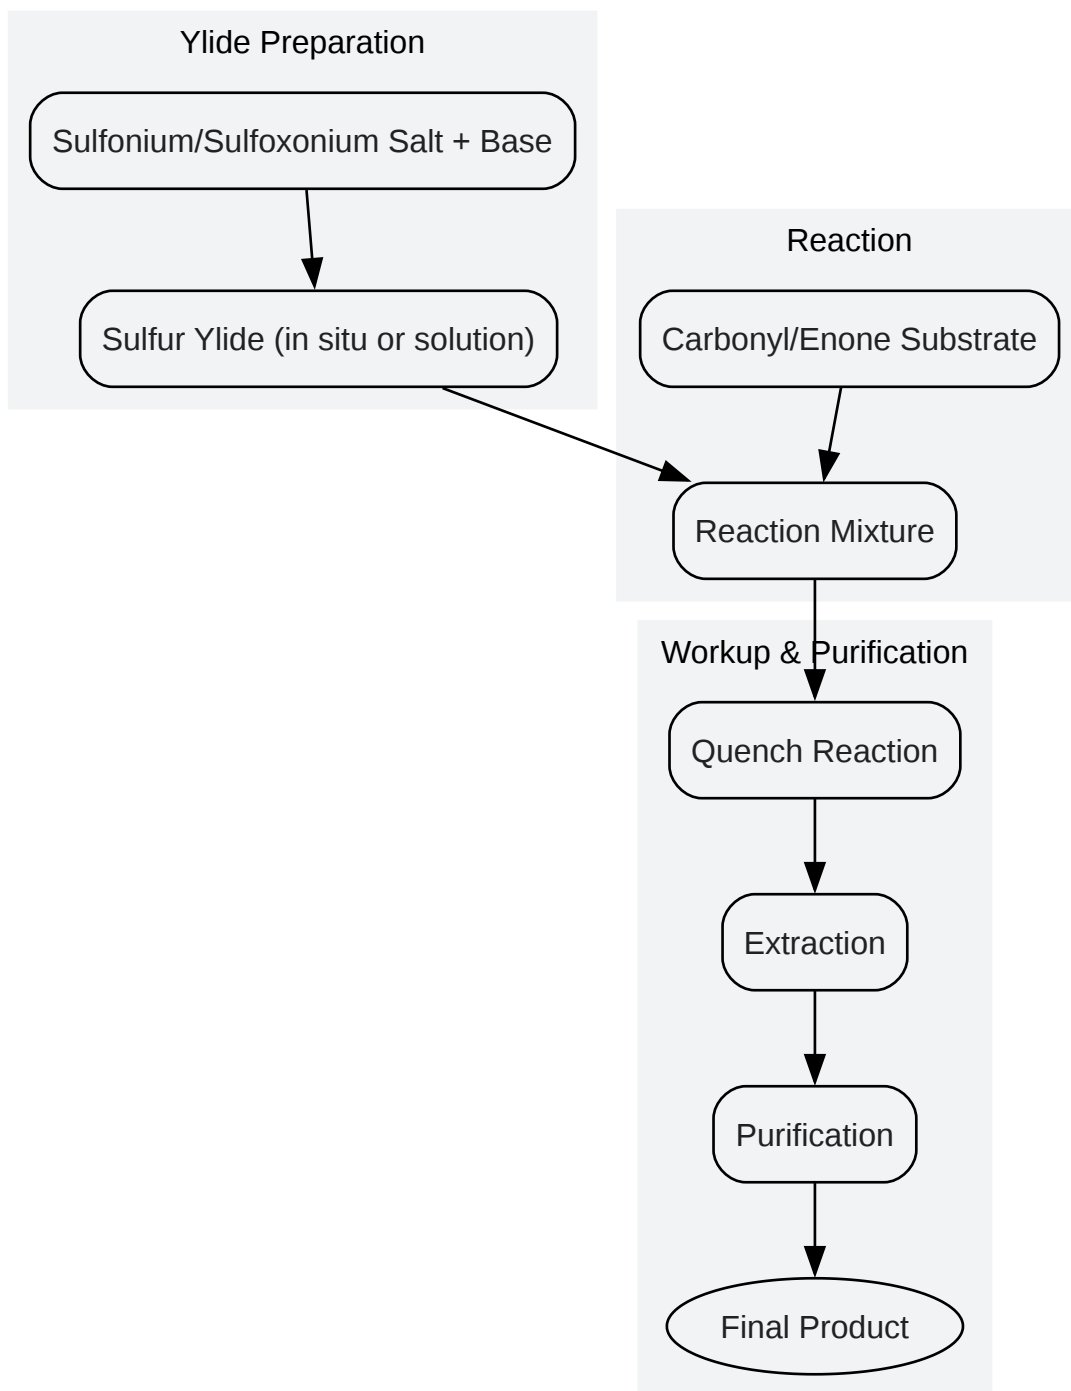 Ylide Preparation
Sulfonium/Sulfoxonium Salt + Base
Sulfur Ylide (in situ or solution)
Reaction
Carbonyl/Enone Substrate
Reaction Mixture
Workup & Purification
Quench Reaction
Extraction
Purification
Final Product